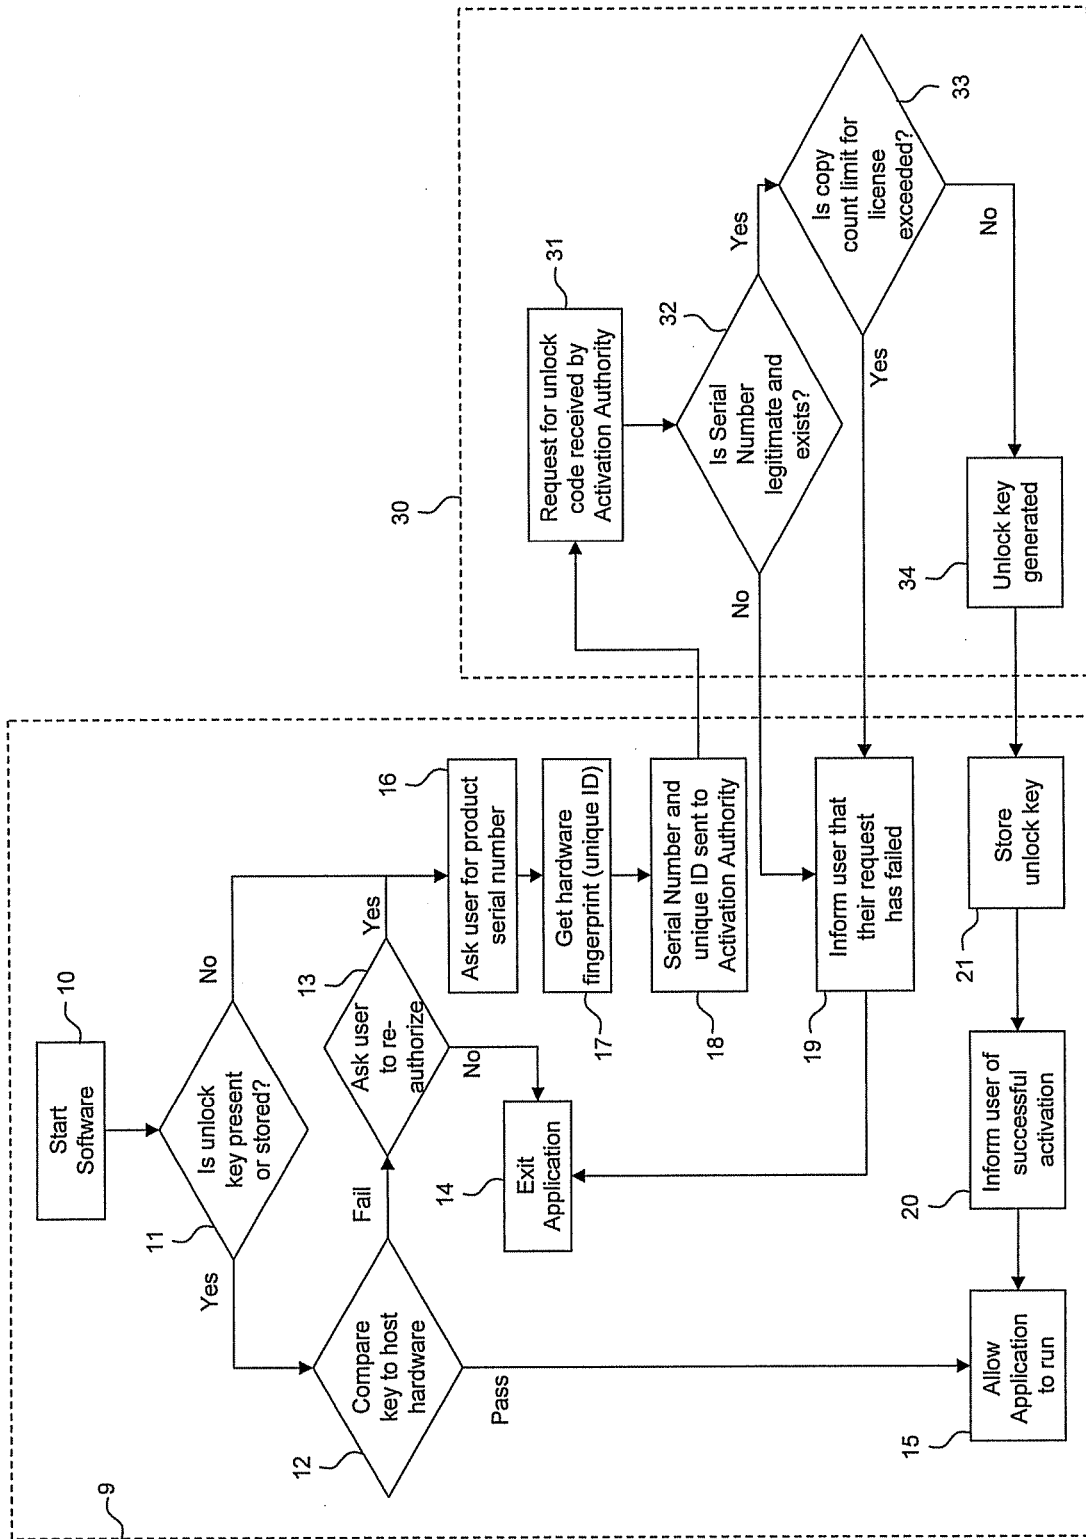 9
10
Start
Software
11
Is unlock
key present
or stored?
Yes
No
12
Compare
key to host
hardware
Fail
Pass
13
Ask user
to re-
authorize
Yes
No
14
Exit
Application
15
Allow
Application
to run
16
Ask user for product
serial number
17
Get hardware
fingerprint (unique ID)
18
Serial Number and
unique ID sent to
Activation Authority
19
Inform user that
their request
has failed
20
Inform user of
successful
activation
21
Store
unlock key
30
31
Request for unlock
code received by
Activation Authority
32
Is Serial
Number
legitimate and
exists?
Yes
No
33
Is copy
count limit for
license
exceeded?
Yes
No
34
Unlock key
generated